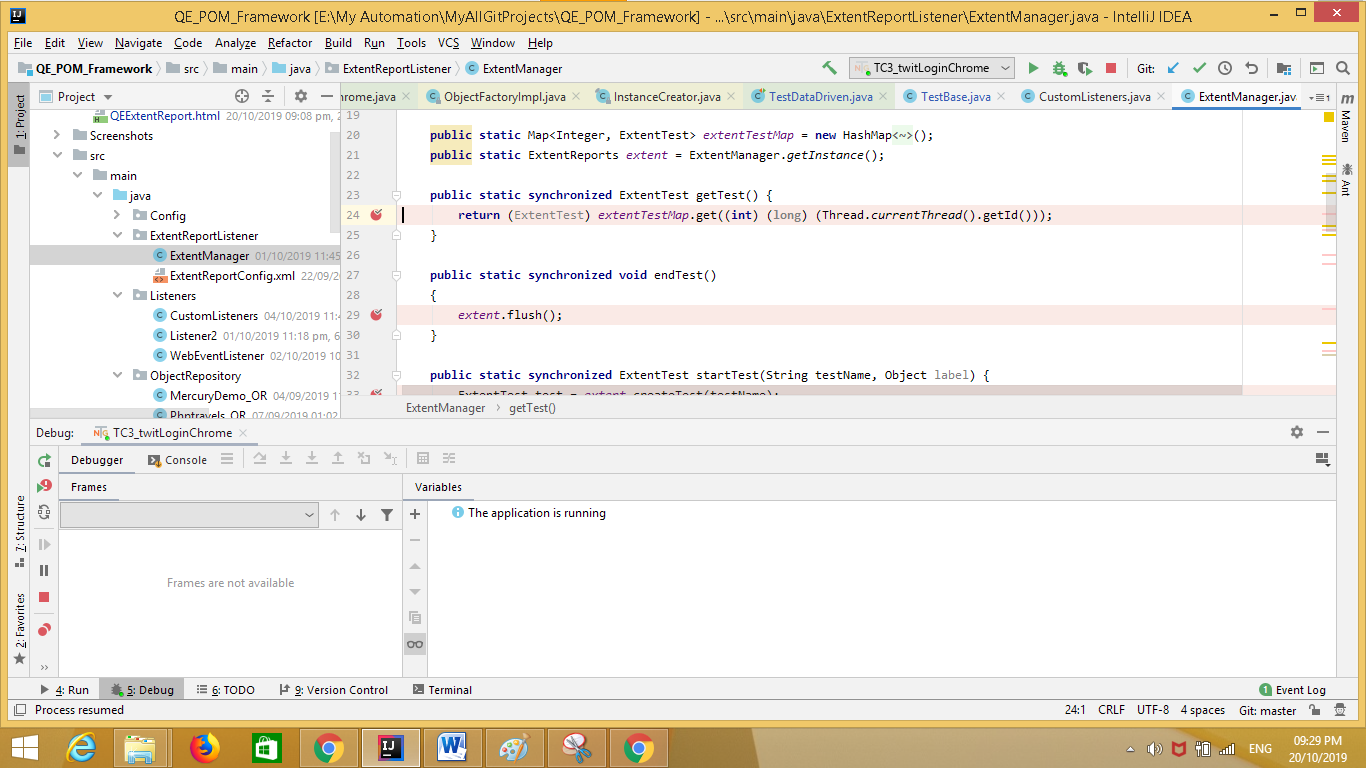 QE_POM_Framework [E:\My Automation\MyAllGitProjects\QE_POM_Framework] - ...\src\main\java\ExtentReportListener\ExtentManager.java - IntelliJ IDEA
File Edit View Navigate Code Analyze Refactor Build Run Tools VCS Window Help
QE_POM_Framework src main java ExtentReportListener ExtentManager TC3_twitLoginChrome Git:
Project
hrome.java ObjectFactoryImpl.java InstanceCreator.java TestDataDriven.java TestBase.java CustomListeners.java ExtentManager.jav
1: Project
QEExtentReport.html 20/10/2019 09:08 pm, 2
Screenshots
src
main
java
Config
ExtentReportListener
ExtentManager 01/10/2019 11:45
ExtentReportConfig.xml 22/09/2
Listeners
CustomListeners 04/10/2019 11:4
Listener2 01/10/2019 11:18 pm, 6
WebEventListener 02/10/2019 10
ObjectRepository
MercuryDemo_OR 04/09/2019 1
Phptravels_OR 07/09/2019 01:02
19
20 public static Map<Integer, ExtentTest> extentTestMap = new HashMap<~>();
21 public static ExtentReports extent = ExtentManager.getInstance();
22
23 public static synchronized ExtentTest getTest() {
24 return (ExtentTest) extentTestMap.get((int) (long) (Thread.currentThread().getId()));
25 }
26
27 public static synchronized void endTest()
28 {
29 extent.flush();
30 }
31
32 public static synchronized ExtentTest startTest(String testName, Object label) {
33 ExtentTest test = extent.createTest(testName);
ExtentManager getTest()
Maven
Ant
Debug: TC3_twitLoginChrome
Debugger Console
Frames
Variables
The application is running
Frames are not available
7: Structure
2: Favorites
4: Run 5: Debug 6: TODO 9: Version Control Terminal 1 Event Log
Process resumed 24:1 CRLF UTF-8 4 spaces Git: master
ENG
09:29 PM
20/10/2019